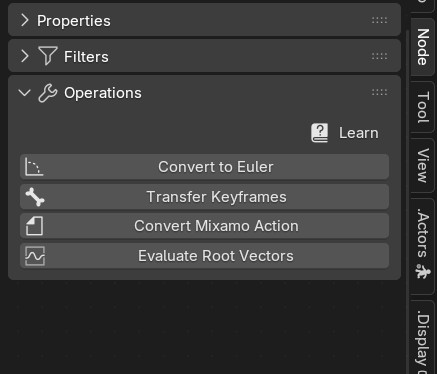 Properties
Filters
Operations
Learn
Convert to Euler
Transfer Keyframes
Convert Mixamo Action
Evaluate Root Vectors
Node
Tool
View
.Actors
.Display